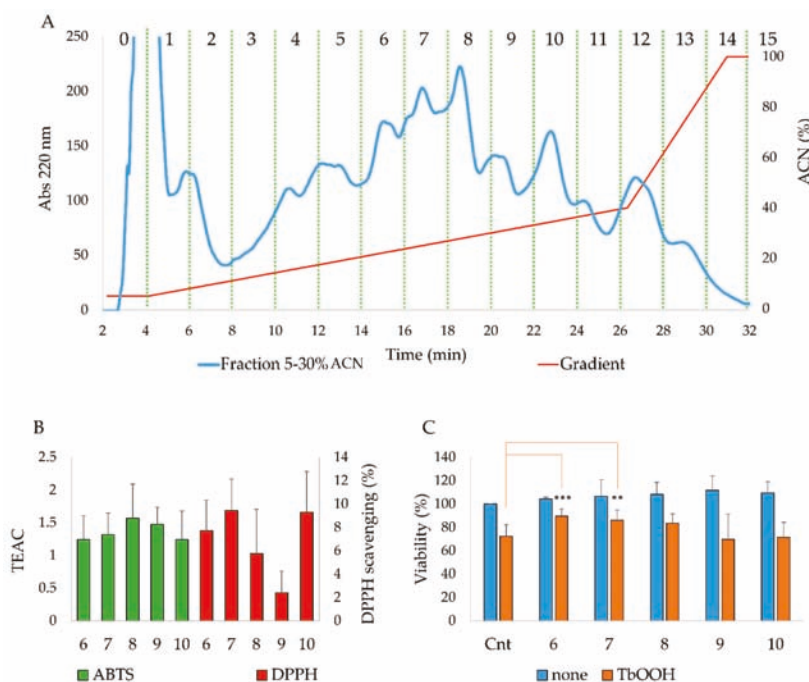 A
0 1 2 3 4 5 6 7 8 9 10 11 12 13 14 15
250
200
150
100
50
0
Abs 220 nm
100
80
60
40
20
0
ACN (%)
2 4 6 8 10 12 14 16 18 20 22 24 26 28 30 32
Time (min)
Fraction 5-30% ACN Gradient
B
2.5
2
1.5
1
0.5
0
TEAC
14
12
10
8
6
4
2
0
DPPH scavenging (%)
6 7 8 9 10 6 7 8 9 10
ABTS DPPH
C
140
120
100
80
60
40
20
0
Viability (%)
*** **
Cnt 6 7 8 9 10
none TbOOH